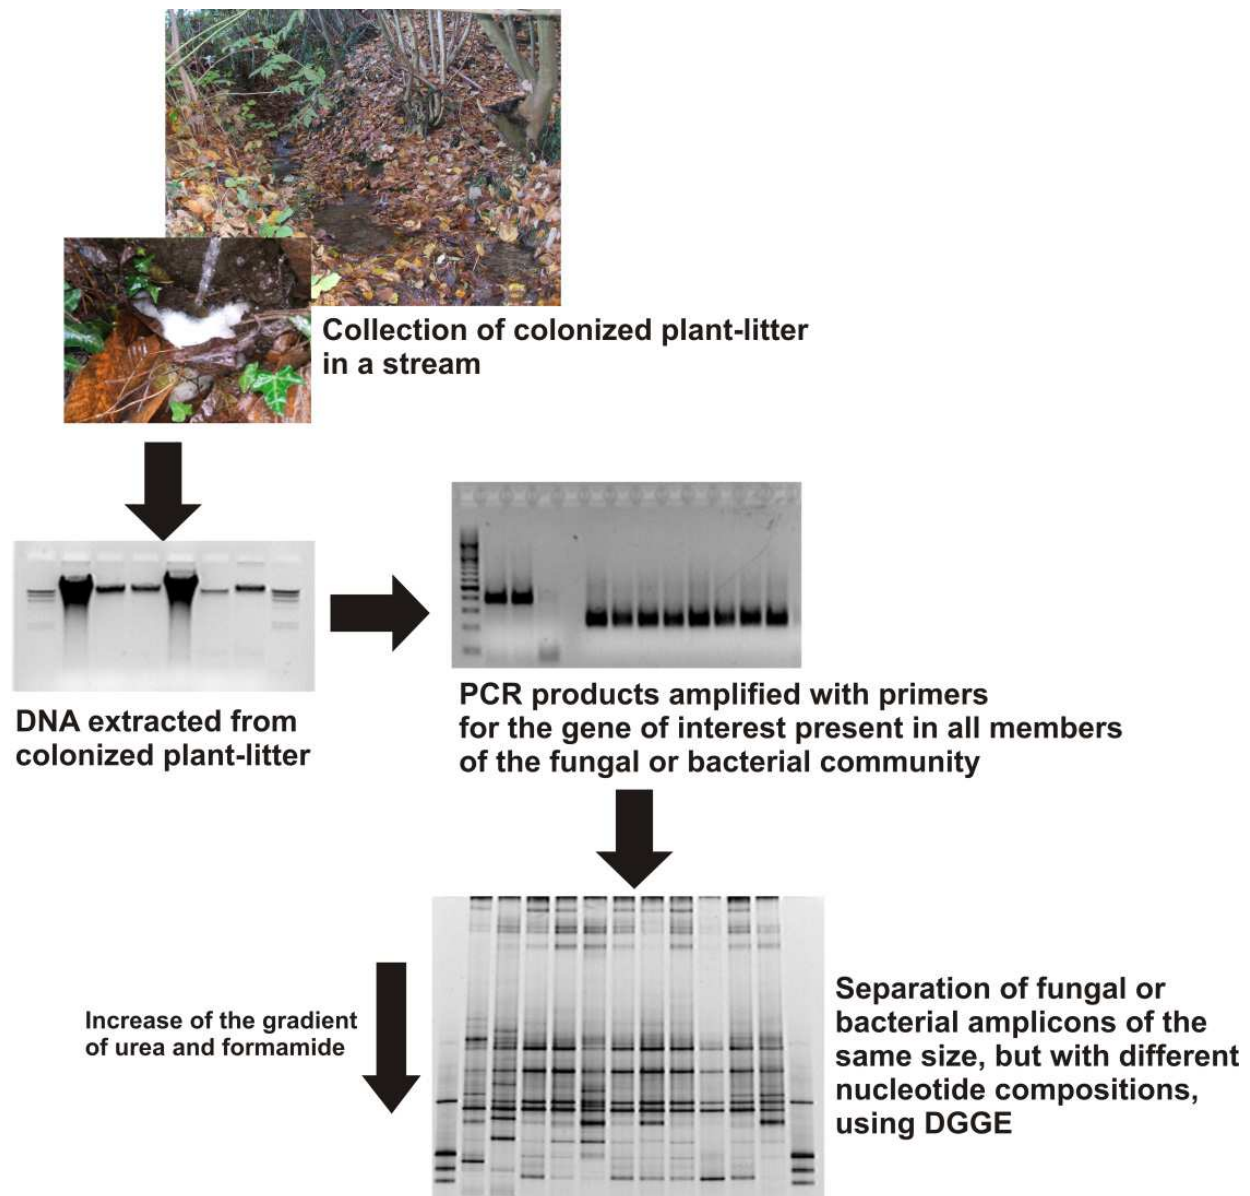 Collection of colonized plant-litter
in a stream
DNA extracted from
colonized plant-litter
PCR products amplified with primers
for the gene of interest present in all members
of the fungal or bacterial community
Increase of the gradient
of urea and formamide
Separation of fungal or
bacterial amplicons of the
same size, but with different
nucleotide compositions,
using DGGE